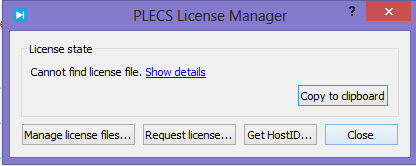 PLECS License Manager
?
License state
Cannot find license file. Show details
Copy to clipboard
Manage license files... Request license... Get HostID... Close